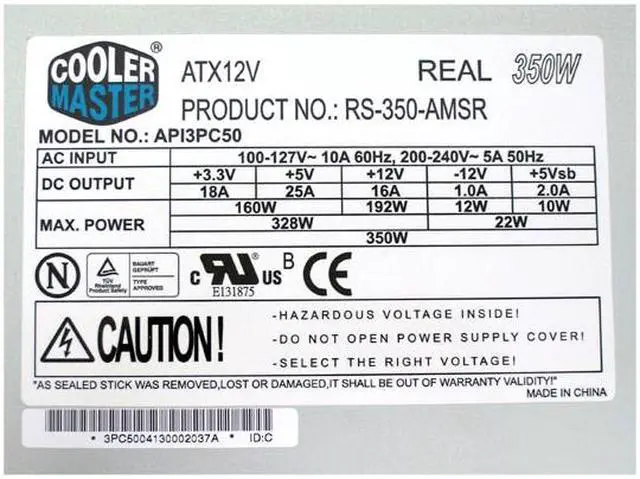 COOLER MASTER ®
ATX12V REAL 350W
PRODUCT NO.: RS-350-AMSR
MODEL NO.: API3PC50
AC INPUT 100-127V~ 10A 60Hz, 200-240V~ 5A 50Hz
DC OUTPUT +3.3V +5V +12V -12V +5Vsb
18A 25A 16A 1.0A 2.0A
MAX. POWER 160W 192W 12W 10W
328W 22W
350W
N TÜV Rheinland Product Safety BAUART GEPRÜFT TYPE APPROVED c RU US B CE
E131875
CAUTION!
-HAZARDOUS VOLTAGE INSIDE!
-DO NOT OPEN POWER SUPPLY COVER!
-SELECT THE RIGHT VOLTAGE!
"AS SEALED STICK WAS REMOVED,LOST OR DAMAGED,IT SHALL BE OUT OF WARRANTY VALIDITY!"
MADE IN CHINA
* 3PC5004130002037A * ID:C